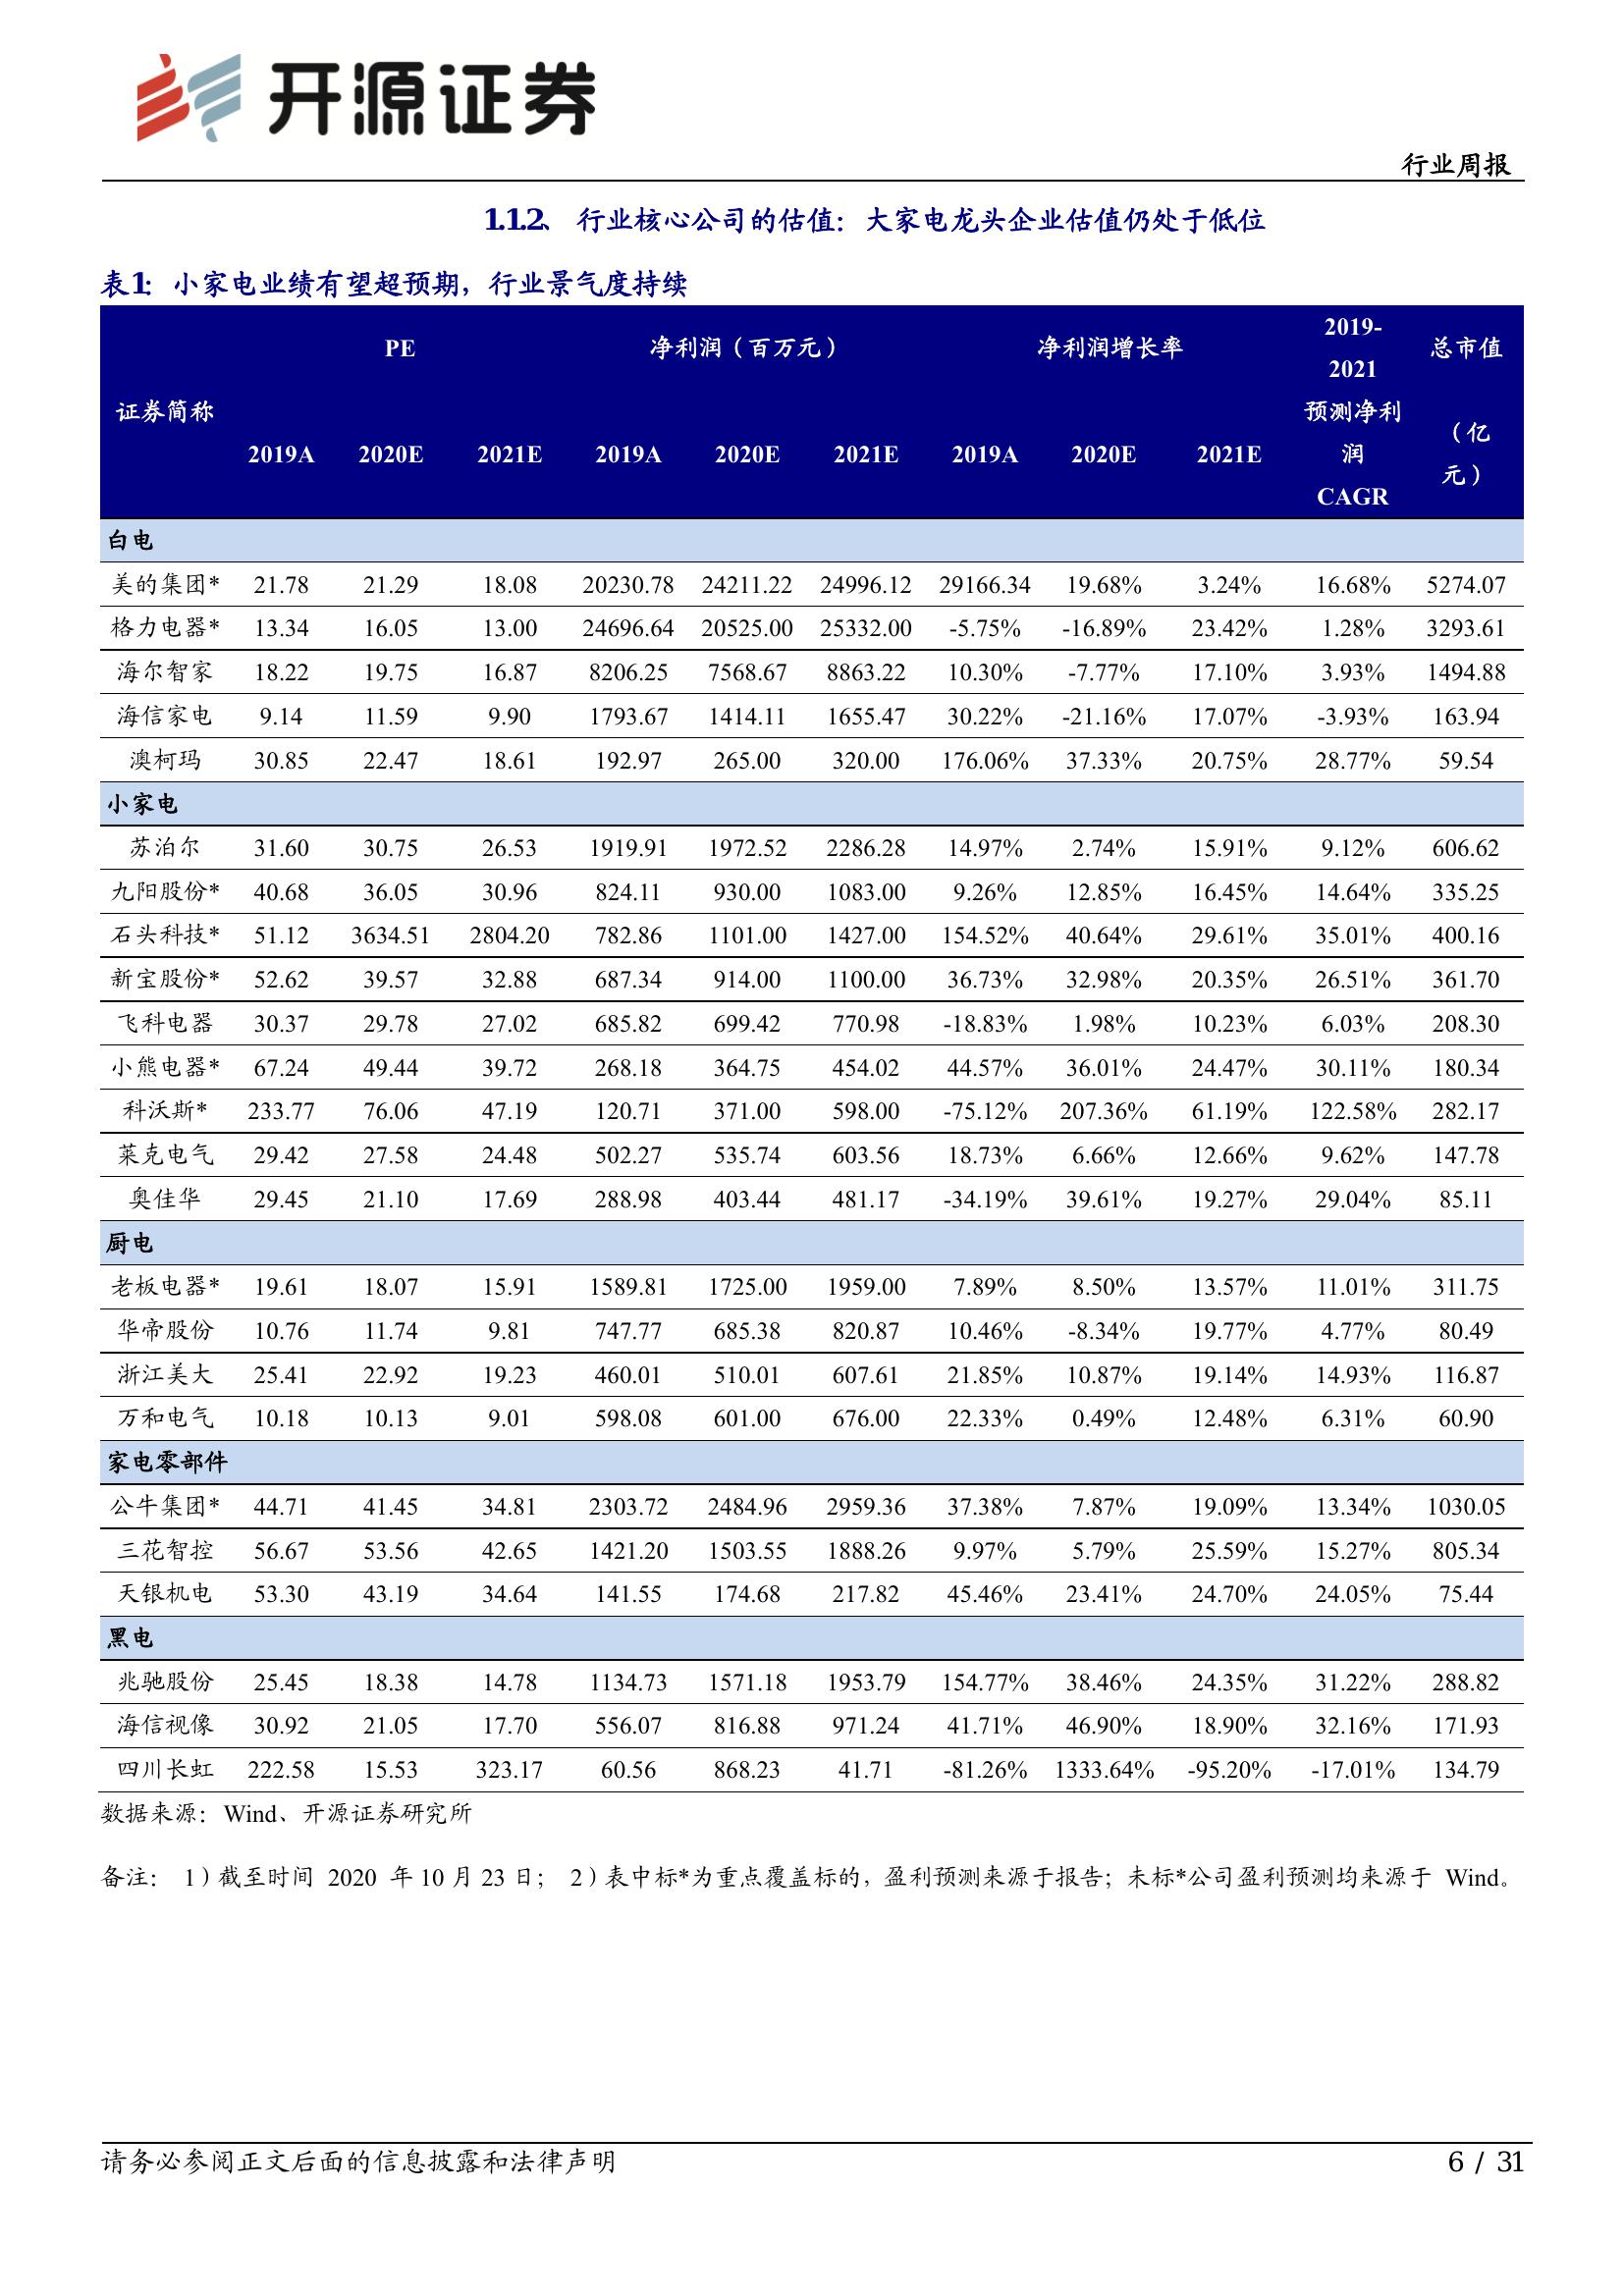 开源证券
行业周报
1.1.2、 行业核心公司的估值：大家电龙头企业估值仍处于低位
表1：小家电业绩有望超预期，行业景气度持续
证券简称 PE 净利润（百万元） 净利润增长率 2019-2021预测净利润CAGR 总市值（亿元）
2019A 2020E 2021E 2019A 2020E 2021E 2019A 2020E 2021E
白电
美的集团* 21.78 21.29 18.08 20230.78 24211.22 24996.12 29166.34 19.68% 3.24% 16.68% 5274.07
格力电器* 13.34 16.05 13.00 24696.64 20525.00 25332.00 -5.75% -16.89% 23.42% 1.28% 3293.61
海尔智家 18.22 19.75 16.87 8206.25 7568.67 8863.22 10.30% -7.77% 17.10% 3.93% 1494.88
海信家电 9.14 11.59 9.90 1793.67 1414.11 1655.47 30.22% -21.16% 17.07% -3.93% 163.94
澳柯玛 30.85 22.47 18.61 192.97 265.00 320.00 176.06% 37.33% 20.75% 28.77% 59.54
小家电
苏泊尔 31.60 30.75 26.53 1919.91 1972.52 2286.28 14.97% 2.74% 15.91% 9.12% 606.62
九阳股份* 40.68 36.05 30.96 824.11 930.00 1083.00 9.26% 12.85% 16.45% 14.64% 335.25
石头科技* 51.12 3634.51 2804.20 782.86 1101.00 1427.00 154.52% 40.64% 29.61% 35.01% 400.16
新宝股份* 52.62 39.57 32.88 687.34 914.00 1100.00 36.73% 32.98% 20.35% 26.51% 361.70
飞科电器 30.37 29.78 27.02 685.82 699.42 770.98 -18.83% 1.98% 10.23% 6.03% 208.30
小熊电器* 67.24 49.44 39.72 268.18 364.75 454.02 44.57% 36.01% 24.47% 30.11% 180.34
科沃斯* 233.77 76.06 47.19 120.71 371.00 598.00 -75.12% 207.36% 61.19% 122.58% 282.17
莱克电气 29.42 27.58 24.48 502.27 535.74 603.56 18.73% 6.66% 12.66% 9.62% 147.78
奥佳华 29.45 21.10 17.69 288.98 403.44 481.17 -34.19% 39.61% 19.27% 29.04% 85.11
厨电
老板电器* 19.61 18.07 15.91 1589.81 1725.00 1959.00 7.89% 8.50% 13.57% 11.01% 311.75
华帝股份 10.76 11.74 9.81 747.77 685.38 820.87 10.46% -8.34% 19.77% 4.77% 80.49
浙江美大 25.41 22.92 19.23 460.01 510.01 607.61 21.85% 10.87% 19.14% 14.93% 116.87
万和电气 10.18 10.13 9.01 598.08 601.00 676.00 22.33% 0.49% 12.48% 6.31% 60.90
家电零部件
公牛集团* 44.71 41.45 34.81 2303.72 2484.96 2959.36 37.38% 7.87% 19.09% 13.34% 1030.05
三花智控 56.67 53.56 42.65 1421.20 1503.55 1888.26 9.97% 5.79% 25.59% 15.27% 805.34
天银机电 53.30 43.19 34.64 141.55 174.68 217.82 45.46% 23.41% 24.70% 24.05% 75.44
黑电
兆驰股份 25.45 18.38 14.78 1134.73 1571.18 1953.79 154.77% 38.46% 24.35% 31.22% 288.82
海信视像 30.92 21.05 17.70 556.07 816.88 971.24 41.71% 46.90% 18.90% 32.16% 171.93
四川长虹 222.58 15.53 323.17 60.56 868.23 41.71 -81.26% 1333.64% -95.20% -17.01% 134.79
数据来源：Wind、开源证券研究所
备注： 1）截至时间 2020 年 10 月 23 日； 2）表中标*为重点覆盖标的，盈利预测来源于报告；未标*公司盈利预测均来源于 Wind。
请务必参阅正文后面的信息披露和法律声明
6 / 31